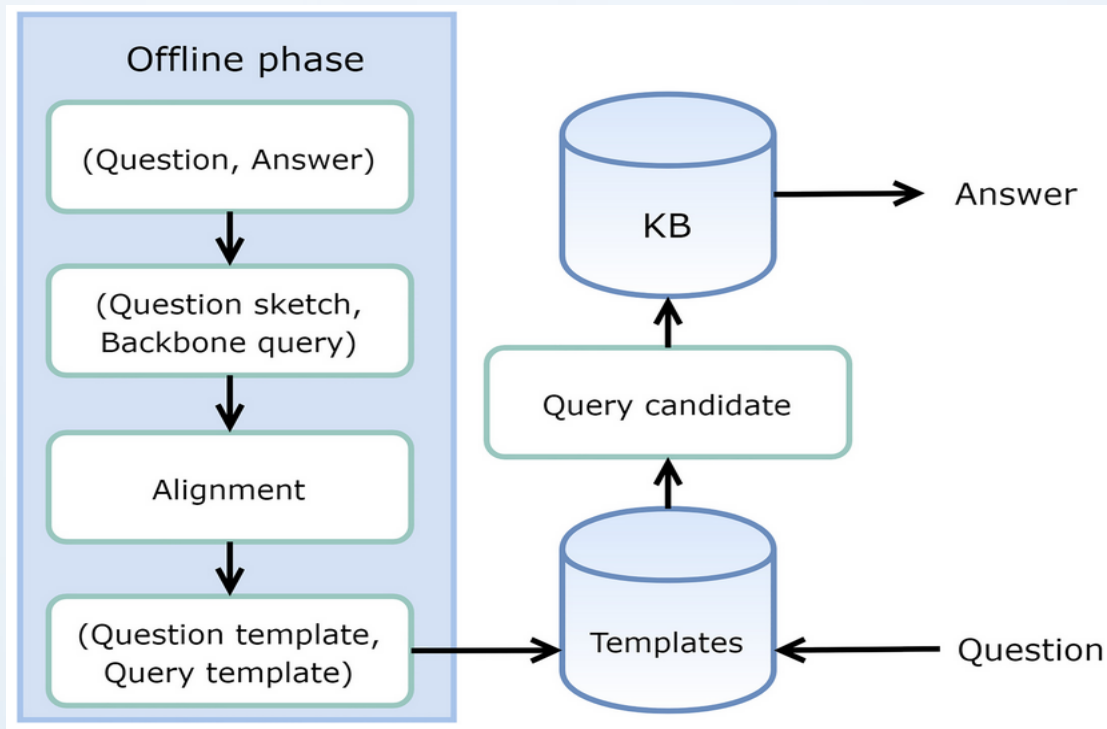 Offline phase
(Question, Answer)
(Question sketch,
Backbone query)
Alignment
(Question template,
Query template)
KB
Answer
Query candidate
Templates
Question